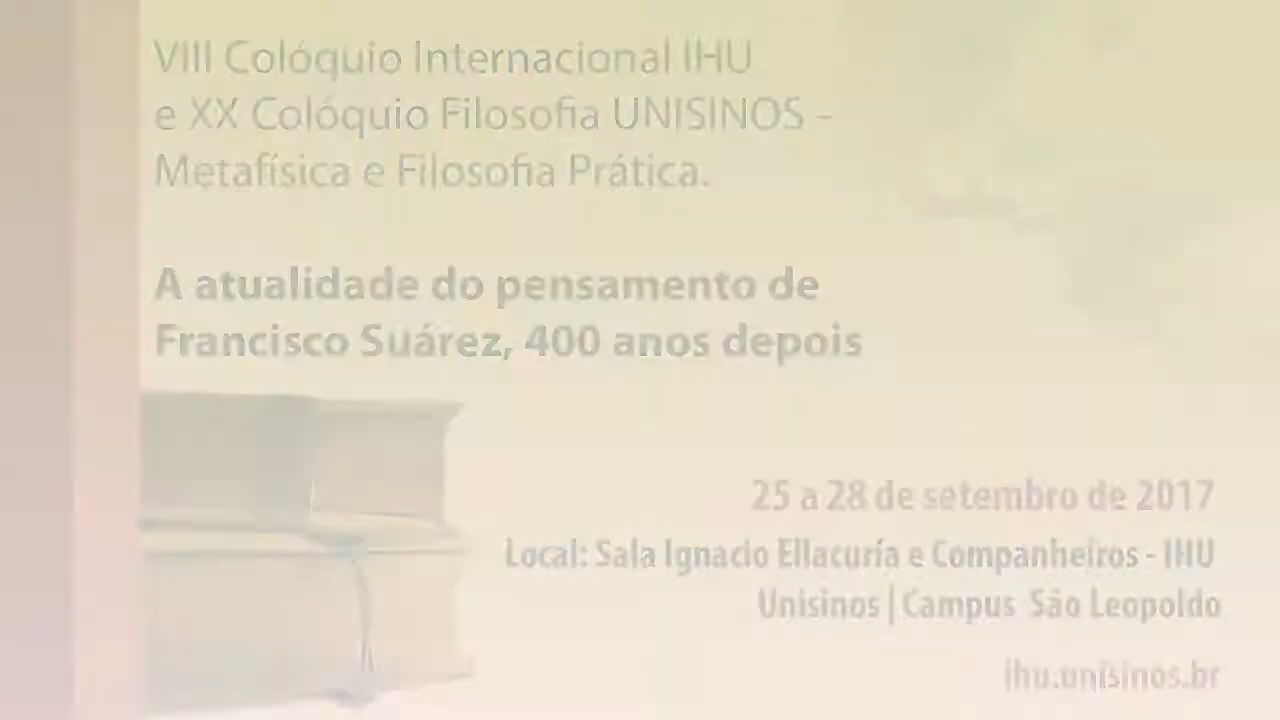 VIII Colóquio Internacional IHU
e XX Colóquio Filosofia UNISINOS -
Metafísica e Filosofia Prática.
A atualidade do pensamento de
Francisco Suárez, 400 anos depois
25 a 28 de setembro de 2017
Local: Sala Ignacio Ellacuría e Companheiros - IHU
Unisinos | Campus São Leopoldo
ihu.unisinos.br